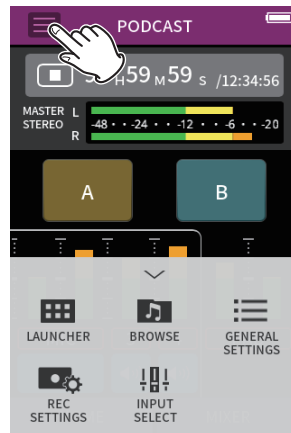 PODCAST
H59 M59 S /12:34:56
MASTER L
STEREO
-48 · · -24 · · -12 · · -6 · · -20
R
A
B
LAUNCHER
BROWSE
GENERAL
SETTINGS
REC
SETTINGS
INPUT
SELECT